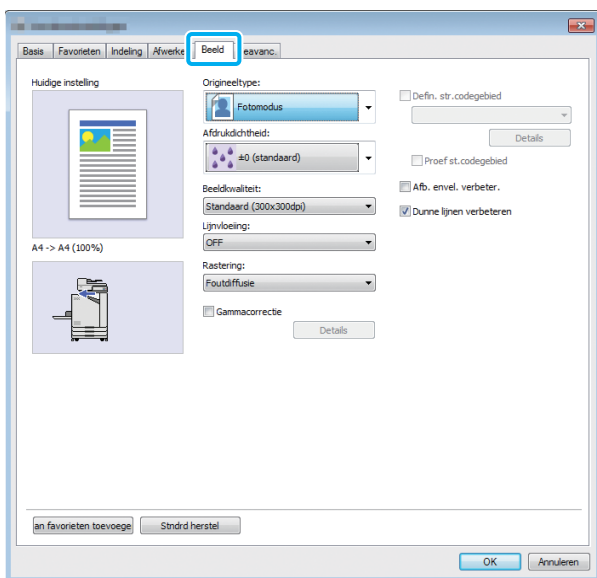 Basis Favorieten Indeling Afwerke Beeld eavanc.
Huidige instelling
A4 -> A4 (100%)
Origineeltype:
Fotomodus
Afdrukdichtheid:
±0 (standaard)
Beeldkwaliteit:
Standaard (300x300dpi)
Lijnvloeiing:
OFF
Rastering:
Foutdiffusie
Gammacorrectie
Details
Defin. str.codegebied
Details
Proef st.codegebied
Afb. envel. verbeter.
Dunne lijnen verbeteren
an favorieten toevoege Stndrd herstel
OK Annuleren